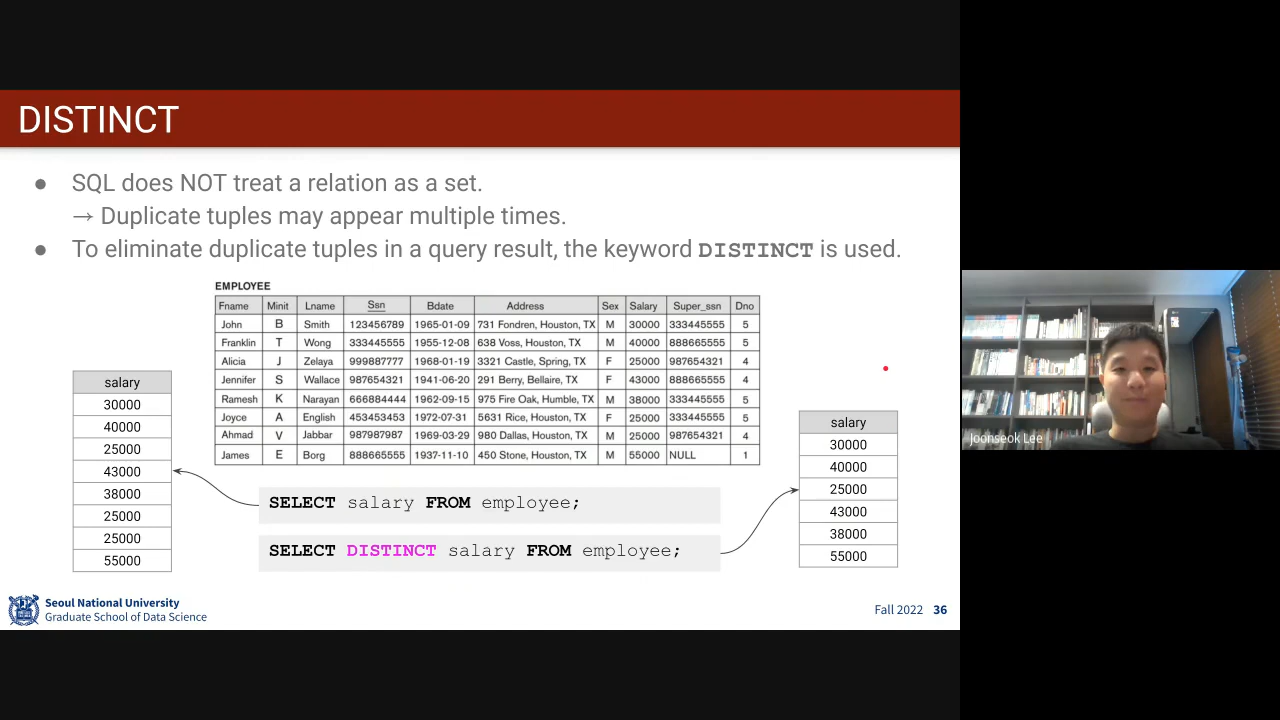 DISTINCT
● SQL does NOT treat a relation as a set.
→ Duplicate tuples may appear multiple times.
● To eliminate duplicate tuples in a query result, the keyword DISTINCT is used.
EMPLOYEE
Fname Minit Lname Ssn Bdate Address Sex Salary Super_ssn Dno
John B Smith 123456789 1965-01-09 731 Fondren, Houston, TX M 30000 333445555 5
Franklin T Wong 333445555 1955-12-08 638 Voss, Houston, TX M 40000 888665555 5
Alicia J Zelaya 999887777 1968-01-19 3321 Castle, Spring, TX F 25000 987654321 4
Jennifer S Wallace 987654321 1941-06-20 291 Berry, Bellaire, TX F 43000 888665555 4
Ramesh K Narayan 666884444 1962-09-15 975 Fire Oak, Humble, TX M 38000 333445555 5
Joyce A English 453453453 1972-07-31 5631 Rice, Houston, TX F 25000 333445555 5
Ahmad V Jabbar 987987987 1969-03-29 980 Dallas, Houston, TX M 25000 987654321 4
James E Borg 888665555 1937-11-10 450 Stone, Houston, TX M 55000 NULL 1
salary
30000
40000
25000
43000
38000
25000
25000
55000
SELECT salary FROM employee;
SELECT DISTINCT salary FROM employee;
salary
30000
40000
25000
43000
38000
55000
Seoul National University
Graduate School of Data Science
Fall 2022 36
Joonseok Lee